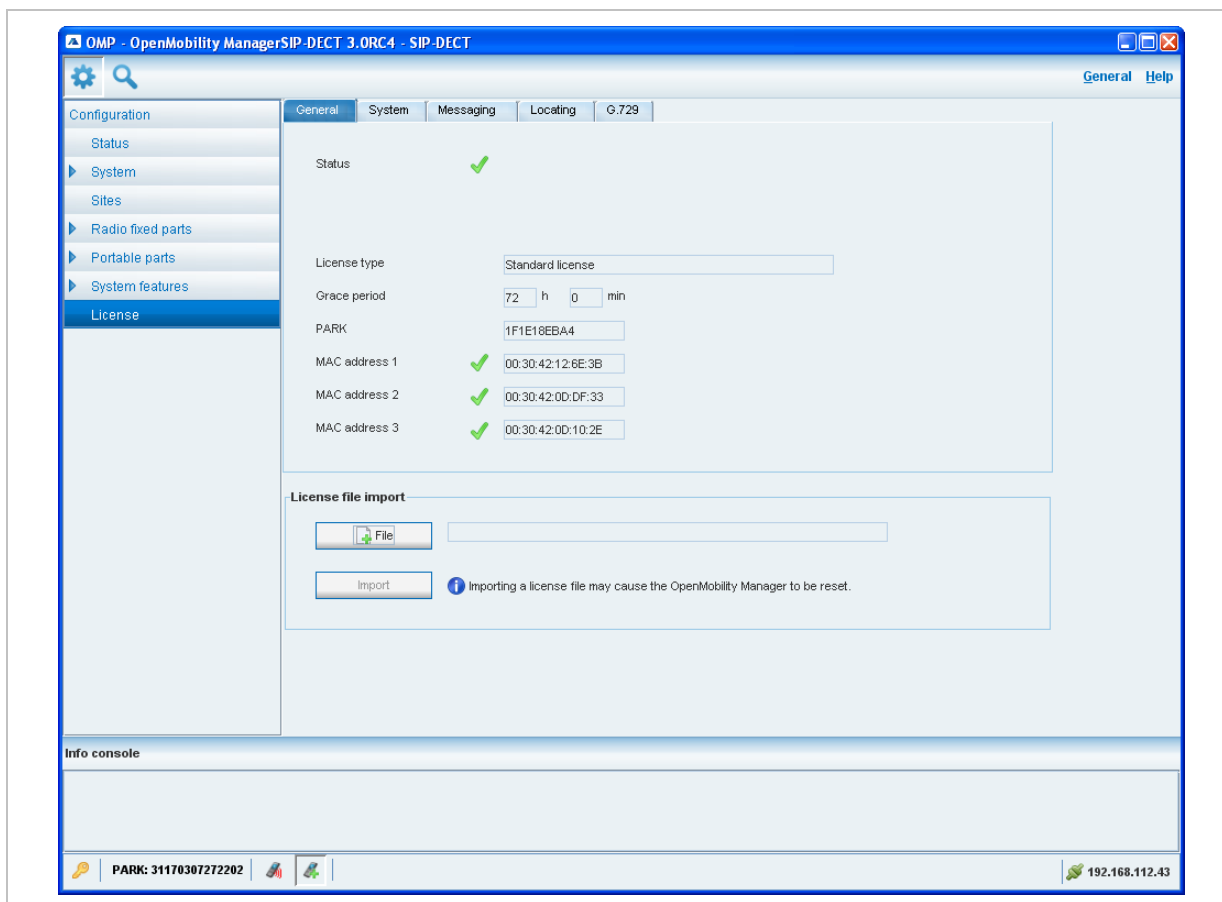 OMP - OpenMobility ManagerSIP-DECT 3.0RC4 - SIP-DECT
General Help
Configuration
Status
System
Sites
Radio fixed parts
Portable parts
System features
License
General System Messaging Locating G.729
Status
License type Standard license
Grace period 72 h 0 min
PARK 1F1E18EBA4
MAC address 1 00:30:42:12:6E:3B
MAC address 2 00:30:42:0D:DF:33
MAC address 3 00:30:42:0D:10:2E
License file import
File
Import Importing a license file may cause the OpenMobility Manager to be reset.
Info console
PARK: 31170307272202 192.168.112.43